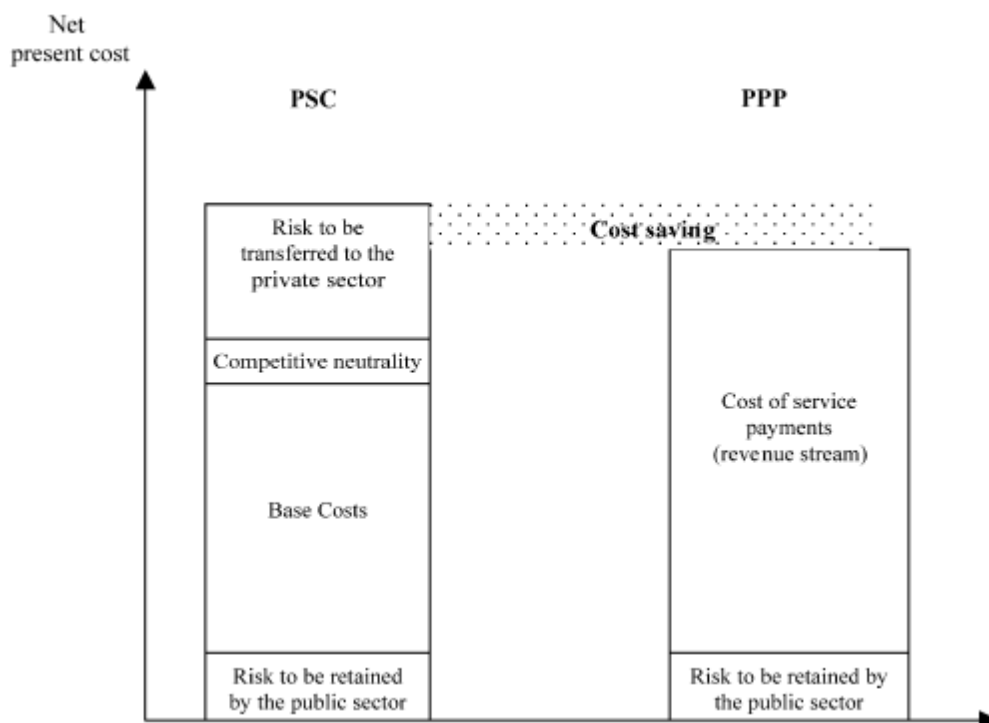 Net
present cost
PSC
PPP
Risk to be
transferred to the
private sector
Cost saving
Competitive neutrality
Cost of service
payments
(revenue stream)
Base Costs
Risk to be retained
by the public sector
Risk to be retained by
the public sector